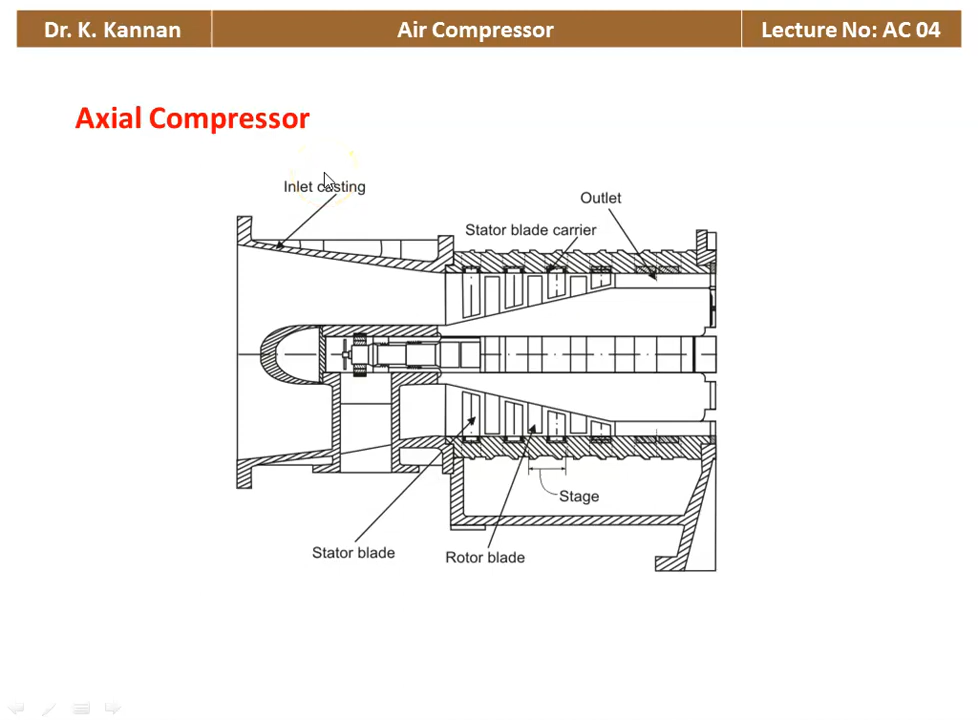 Dr. K. Kannan
Air Compressor
Lecture No: AC 04
Axial Compressor
Inlet casting
Outlet
Stator blade carrier
Stage
Stator blade
Rotor blade